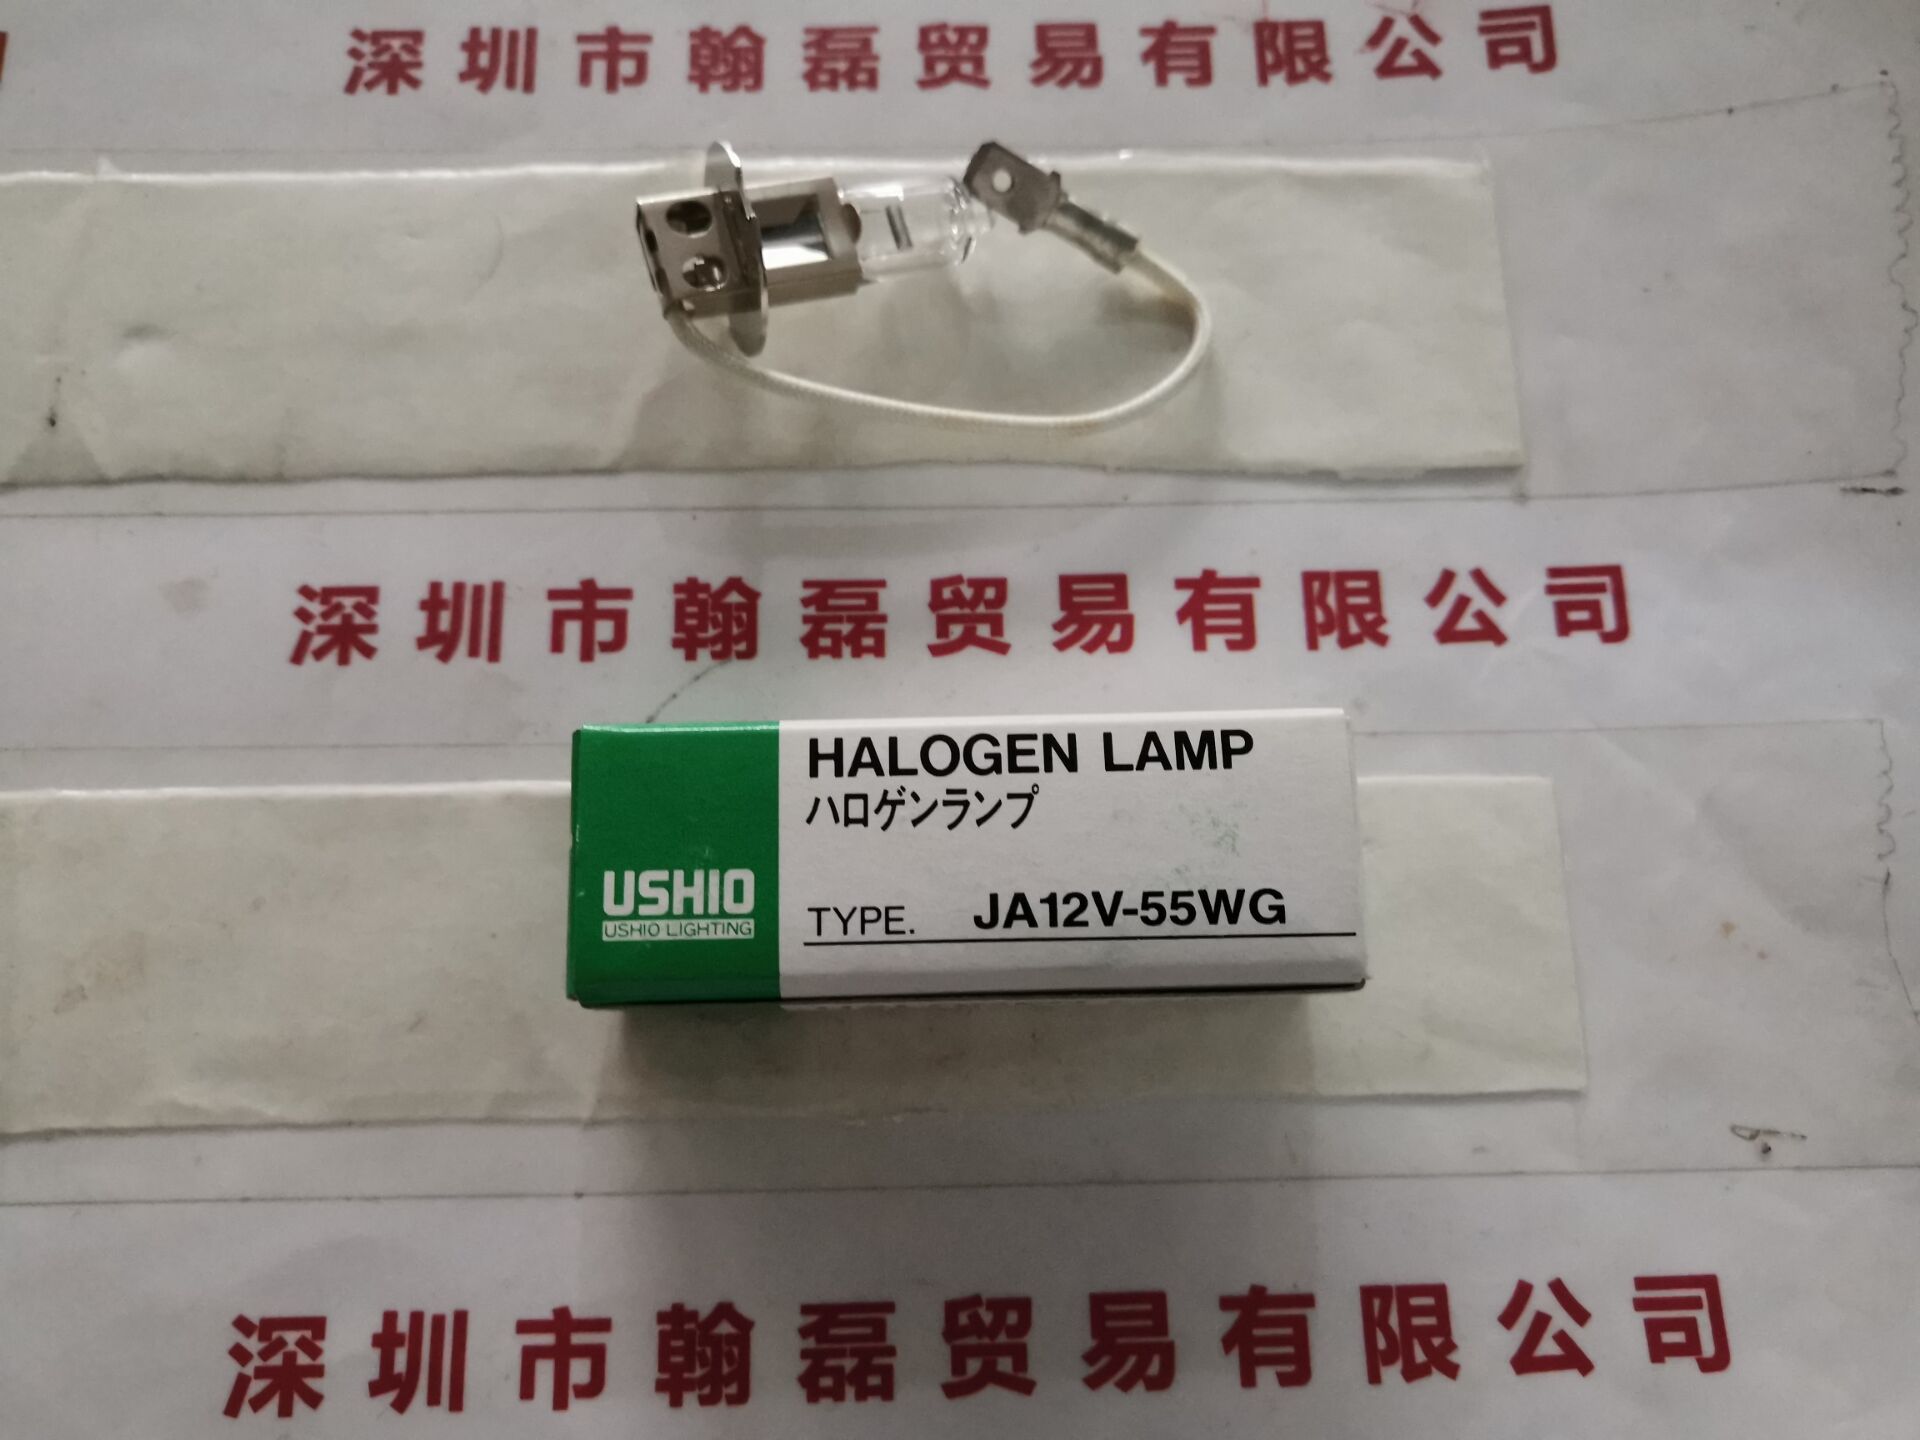 深圳市翰磊贸易有限公司
深圳市翰磊贸易有限公司
HALOGEN LAMP
ハロゲンランプ
USHIO
USHIO LIGHTING
TYPE. JA12V-55WG
深圳市翰磊贸易有限公司